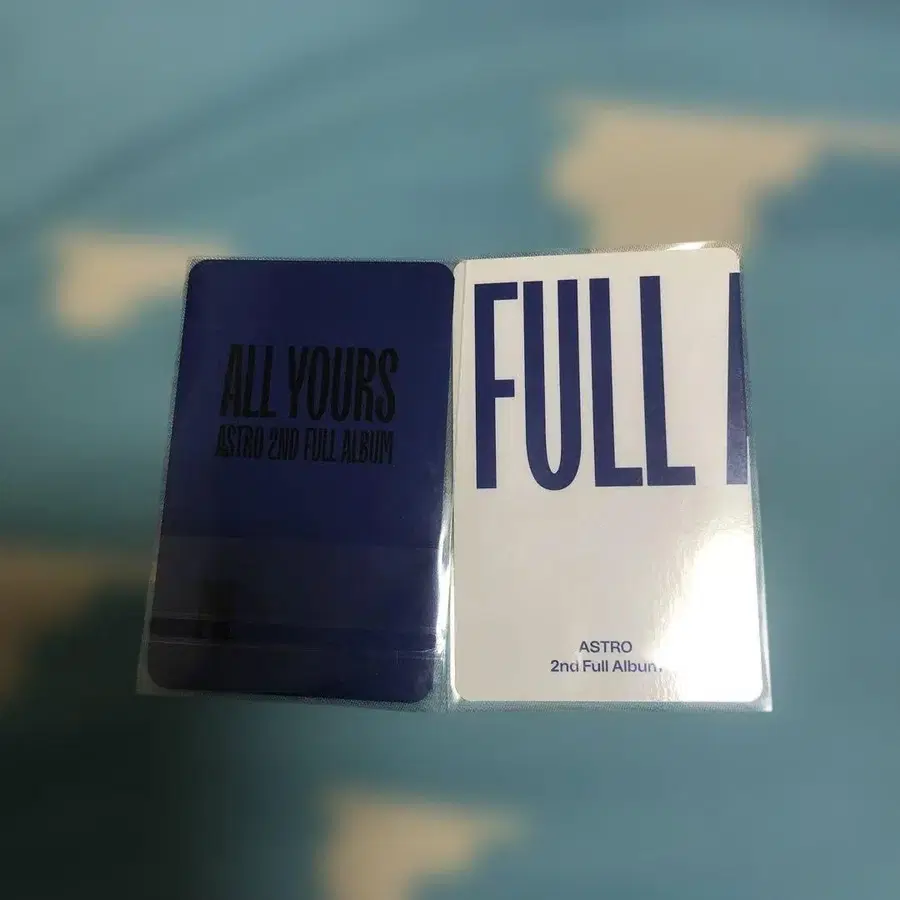 ALL YOURS
ASTRO 2ND FULL ALBUM
FULL
ASTRO
2nd Full Album